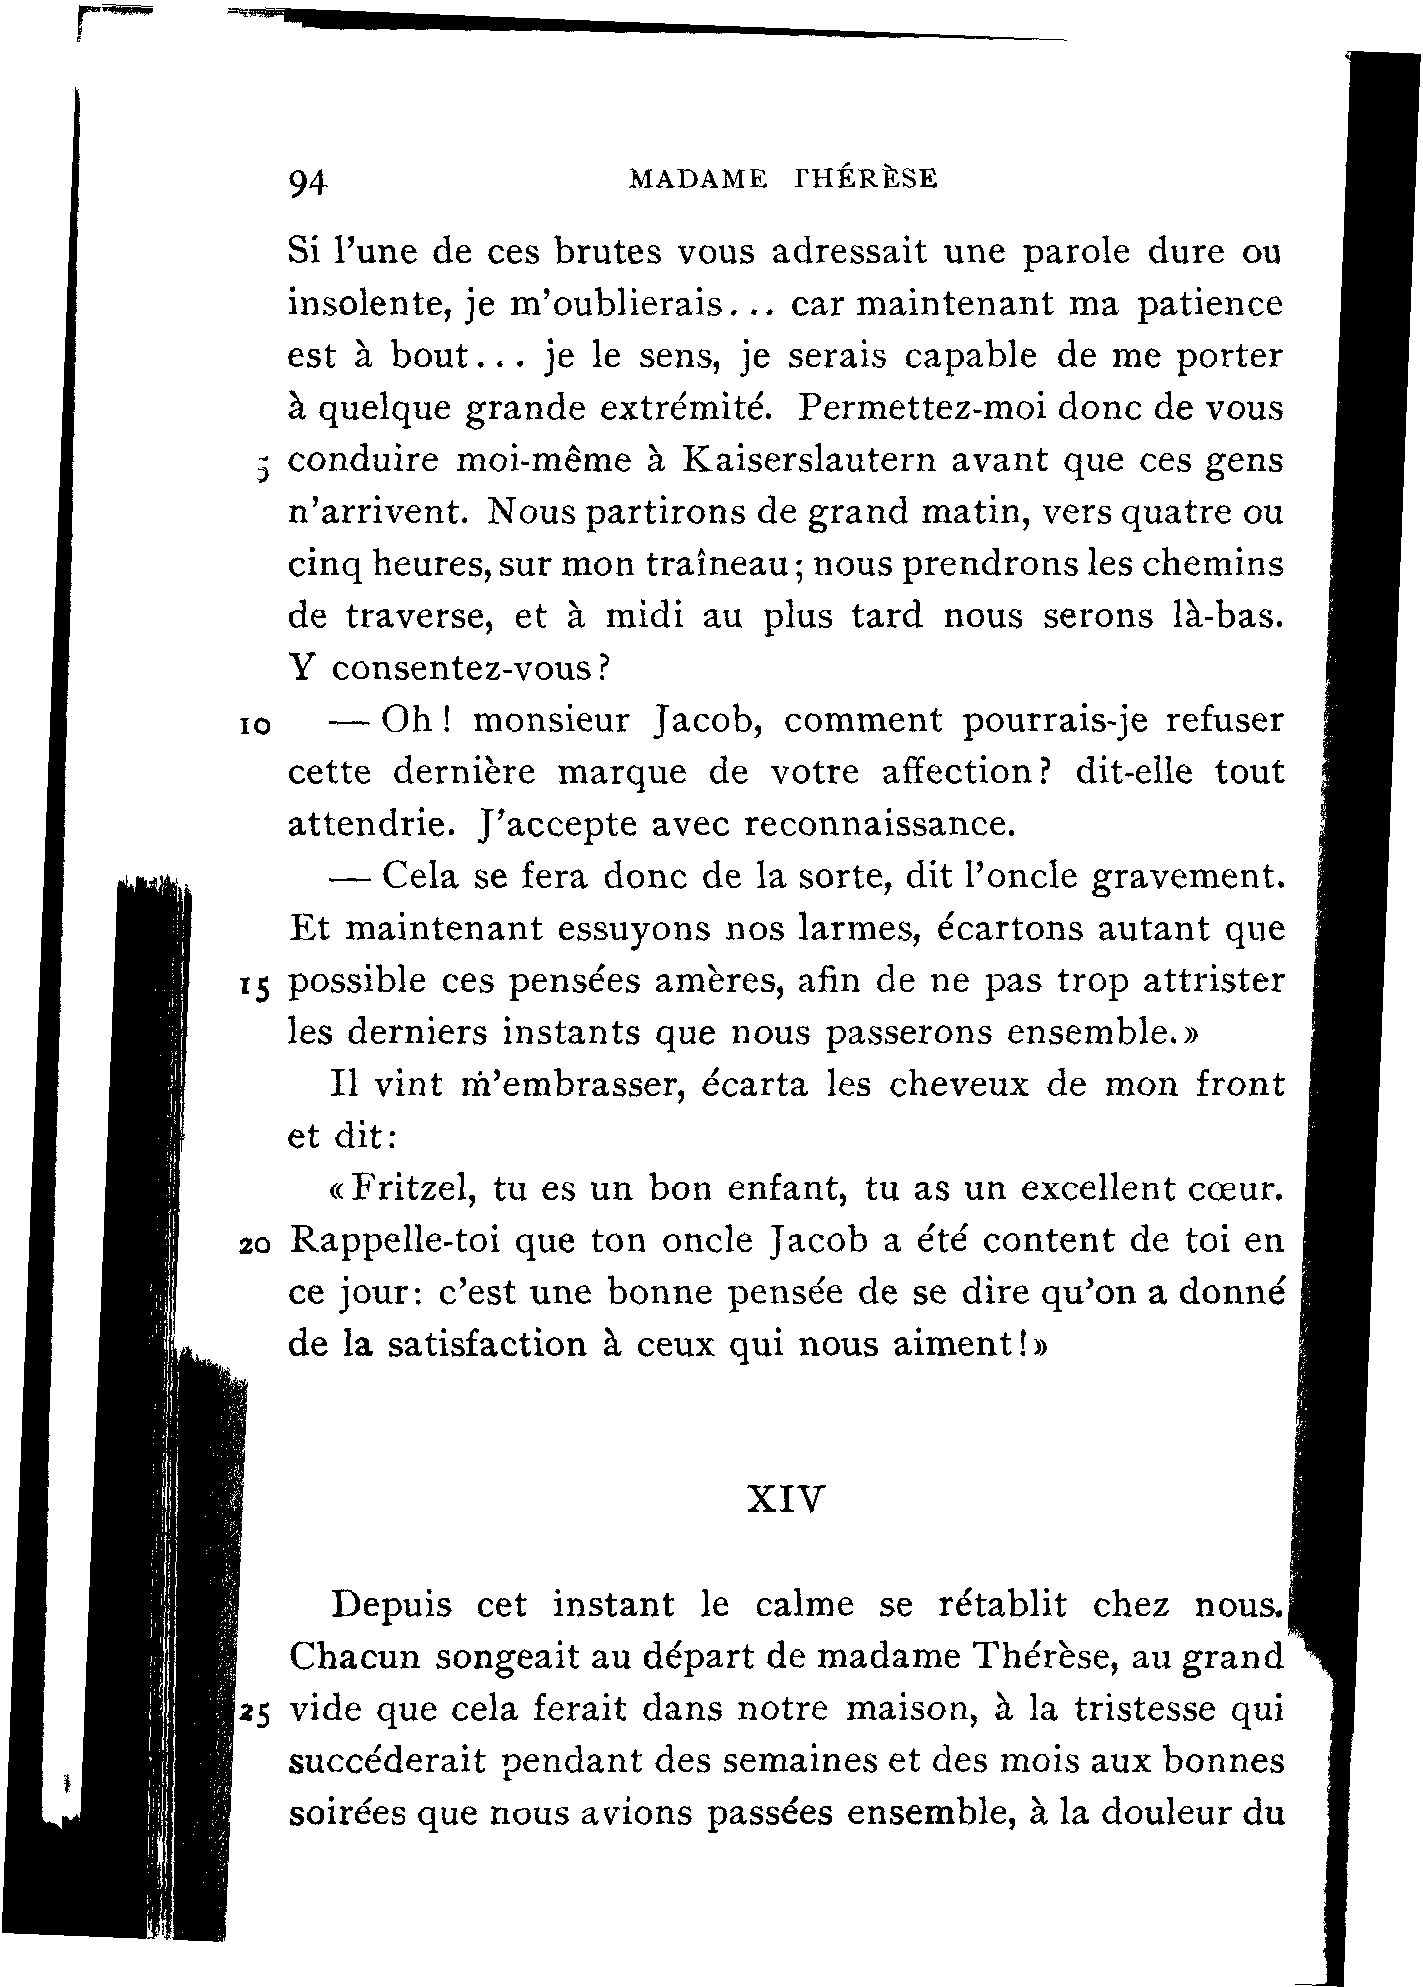 94 MADAME THÉRÈSE
Si l'une de ces brutes vous adressait une parole dure ou
insolente, je m'oublierais... car maintenant ma patience
est à bout... je le sens, je serais capable de me porter
à quelque grande extrémité. Permettez-moi donc de vous
5 conduire moi-même à Kaiserslautern avant que ces gens
n'arrivent. Nous partirons de grand matin, vers quatre ou
cinq heures, sur mon traîneau; nous prendrons les chemins
de traverse, et à midi au plus tard nous serons là-bas.
Y consentez-vous?
10 — Oh! monsieur Jacob, comment pourrais-je refuser
cette dernière marque de votre affection? dit-elle tout
attendrie. J'accepte avec reconnaissance.
— Cela se fera donc de la sorte, dit l'oncle gravement.
Et maintenant essuyons nos larmes, écartons autant que
15 possible ces pensées amères, afin de ne pas trop attrister
les derniers instants que nous passerons ensemble.»
Il vint m'embrasser, écarta les cheveux de mon front
et dit:
«Fritzel, tu es un bon enfant, tu as un excellent cœur.
20 Rappelle-toi que ton oncle Jacob a été content de toi en
ce jour: c'est une bonne pensée de se dire qu'on a donné
de la satisfaction à ceux qui nous aiment!»
XIV
Depuis cet instant le calme se rétablit chez nous.
Chacun songeait au départ de madame Thérèse, au grand
25 vide que cela ferait dans notre maison, à la tristesse qui
succéderait pendant des semaines et des mois aux bonnes
soirées que nous avions passées ensemble, à la douleur du